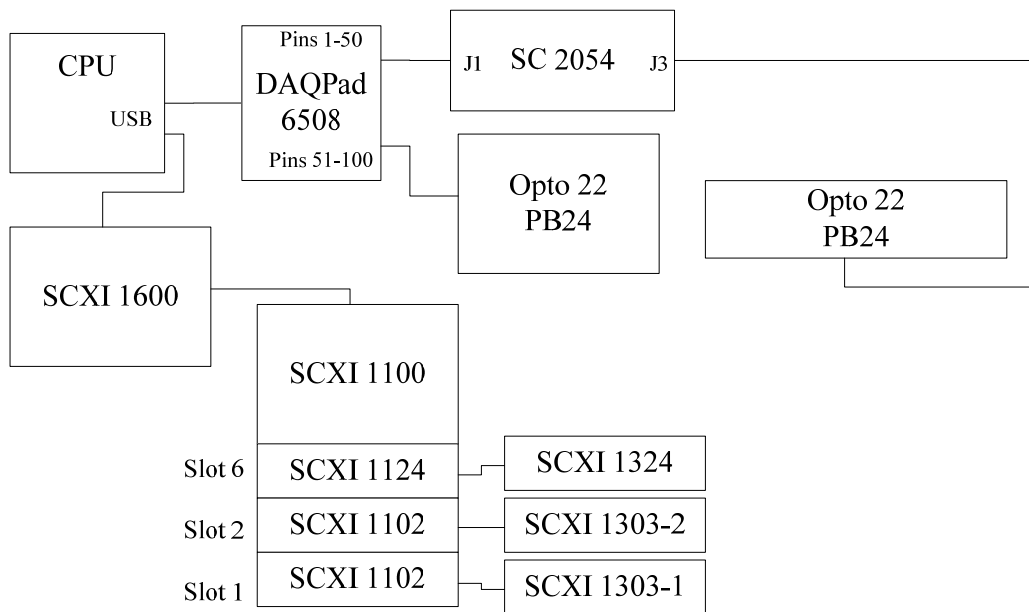 CPU
USB
Pins 1-50
DAQPad
6508
Pins 51-100
J1
SC 2054
J3
Opto 22
PB24
Opto 22
PB24
SCXI 1600
SCXI 1100
Slot 6
SCXI 1124
SCXI 1324
Slot 2
SCXI 1102
SCXI 1303-2
Slot 1
SCXI 1102
SCXI 1303-1